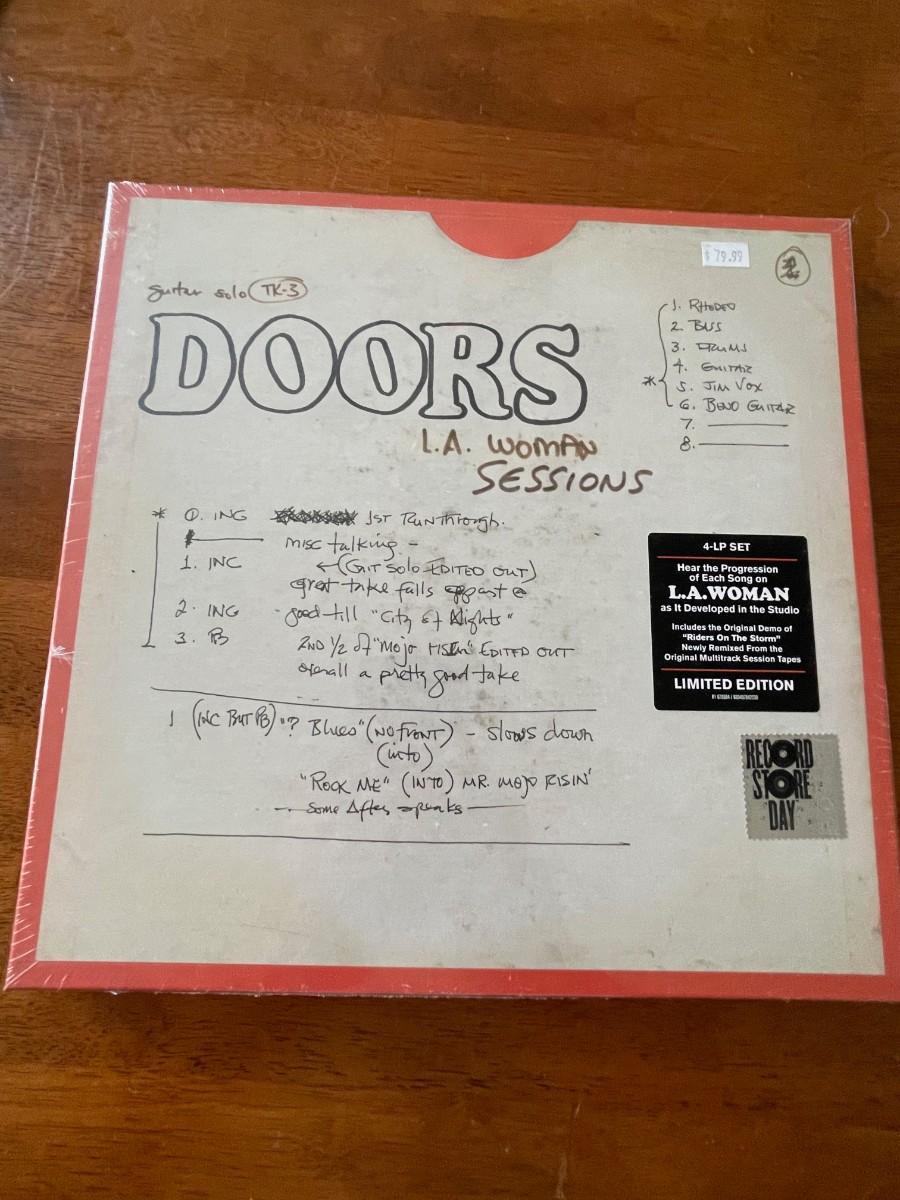 $ 79.99
guitar solo TK-3
DOORS
L.A. WOMAN
SESSIONS
1. RHODES
2. BASS
3. DRUMS
4. GUITAR
* 5. JIM VOX
6. BENO GUITAR
7.
8.
* 0. INC 1ST RunThrough.
misc talking -
1. INC ←(GUIT SOLO EDITED OUT)
great take falls apart @
2. INC good till "City of Nights"
3. PB 2ND 1/2 of "Mojo RISIN" EDITED OUT
overall a pretty good take
1 (INC BUT PB) "? Blues" (NO FRONT) - slows down
(into)
"ROCK ME" (INTO) MR. MOJO RISIN'
- Some After speaks
4-LP SET
Hear the Progression
of Each Song on
L.A.WOMAN
as It Developed in the Studio
Includes the Original Demo of
"Riders On The Storm"
Newly Remixed From the
Original Multitrack Session Tapes
LIMITED EDITION
RECORD
STORE
DAY